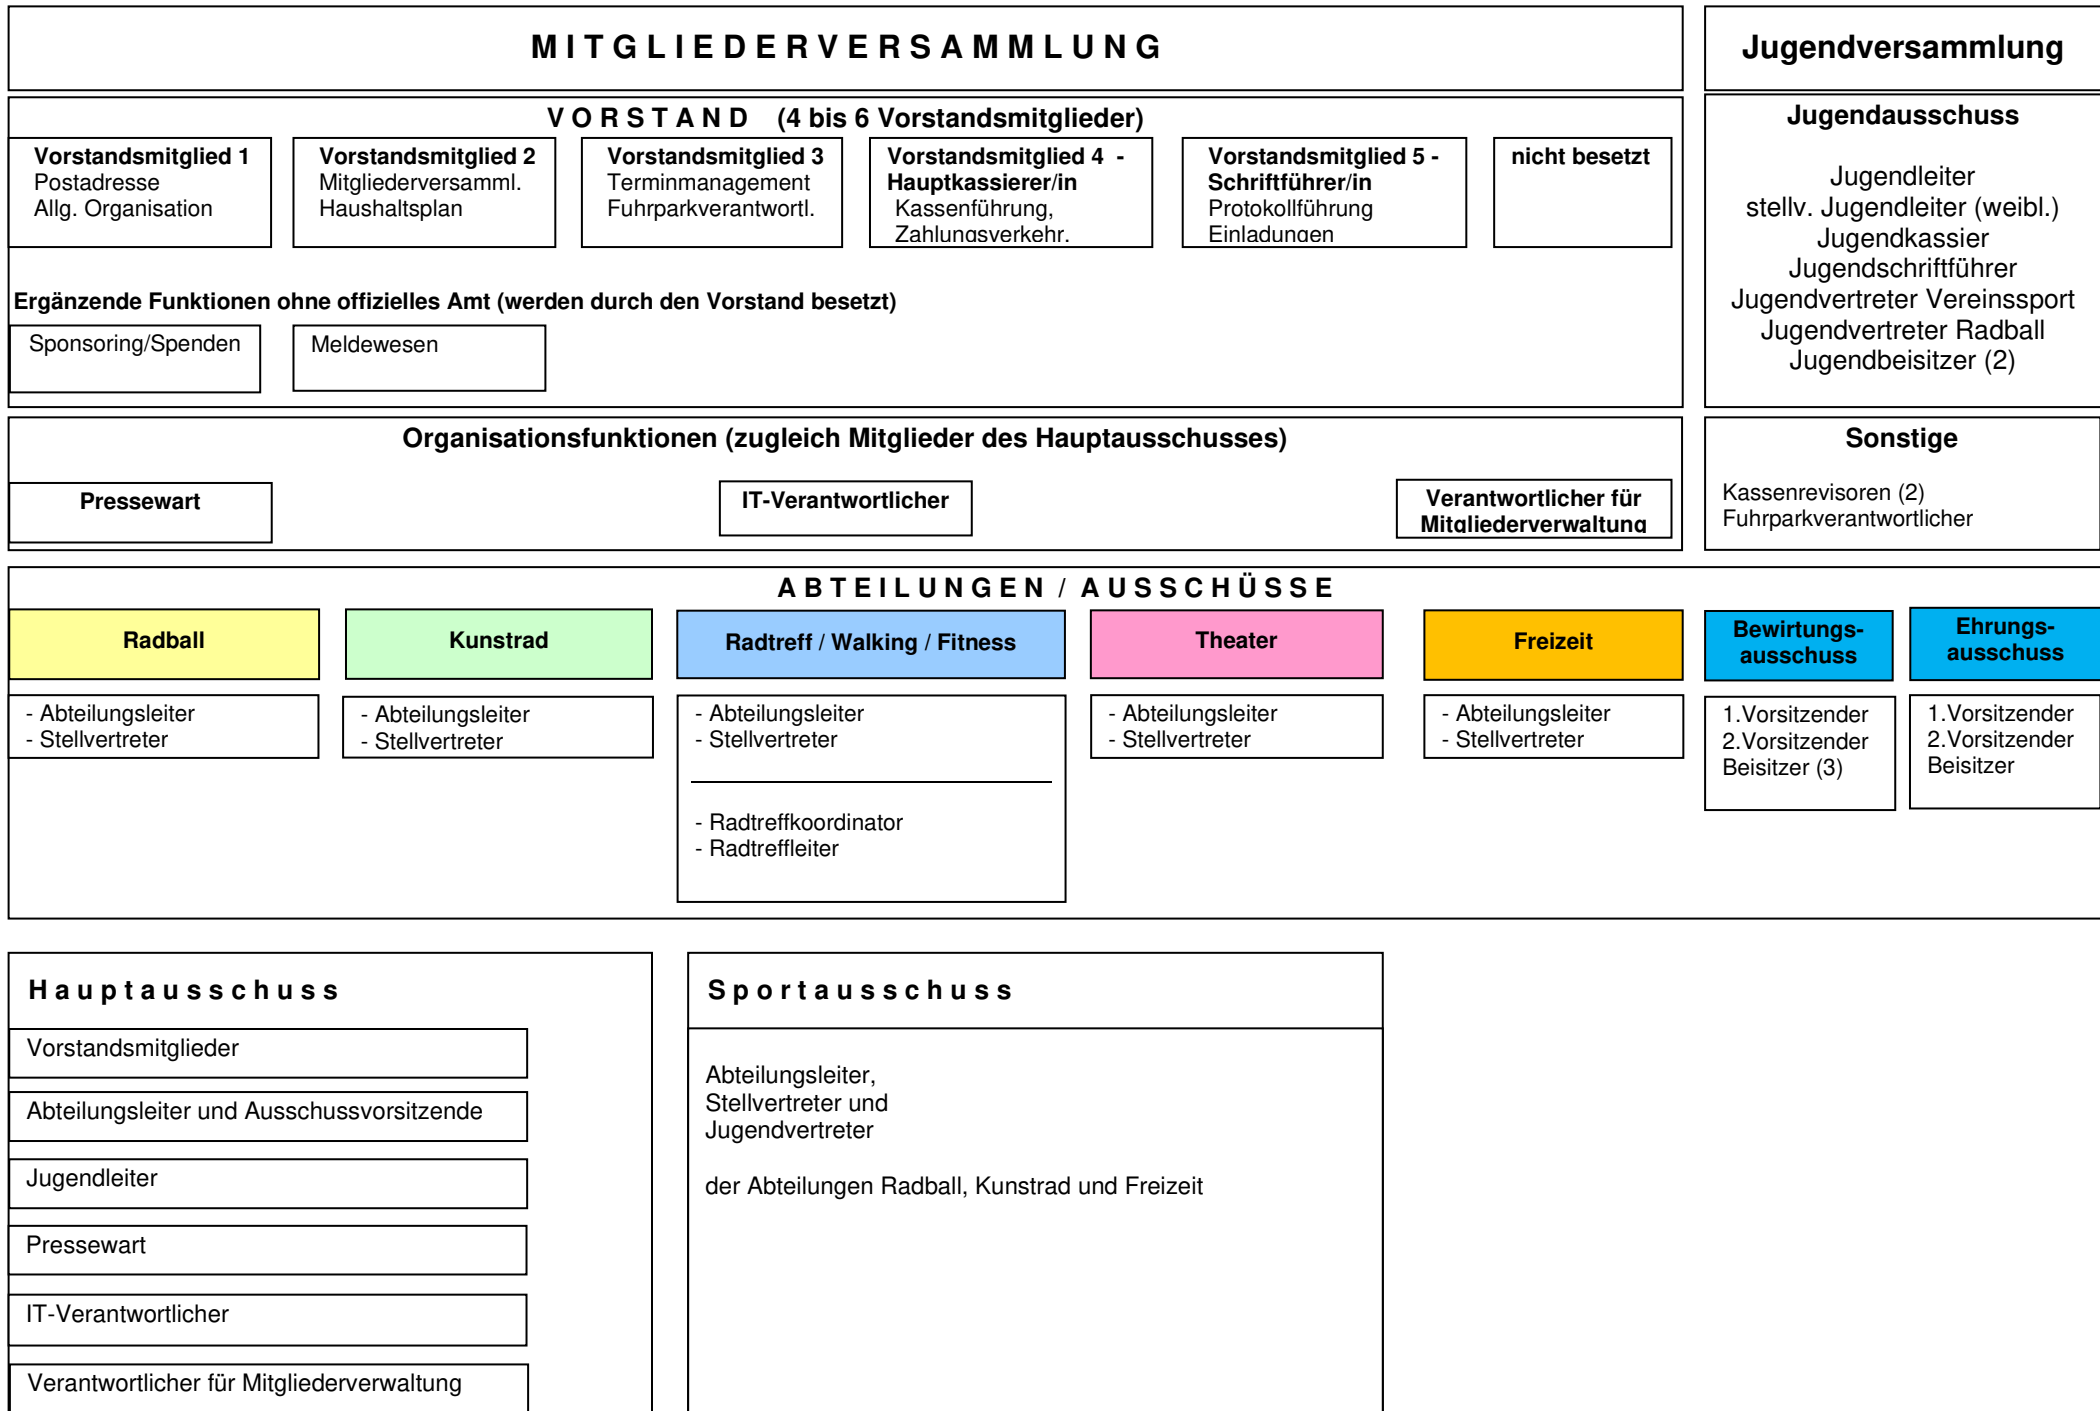 M I T G L I E D E R V E R S A M M L U N G
Jugendversammlung
V O R S T A N D (4 bis 6 Vorstandsmitglieder)
Vorstandsmitglied 1
Postadresse
Allg. Organisation
Vorstandsmitglied 2
Mitgliederversamml.
Haushaltsplan
Vorstandsmitglied 3
Terminmanagement
Fuhrparkverantwortl.
Vorstandsmitglied 4 -
Hauptkassierer/in
Kassenführung,
Zahlungsverkehr.
Vorstandsmitglied 5 -
Schriftführer/in
Protokollführung
Einladungen
nicht besetzt
Ergänzende Funktionen ohne offizielles Amt (werden durch den Vorstand besetzt)
Sponsoring/Spenden
Meldewesen
Jugendausschuss
Jugendleiter
stellv. Jugendleiter (weibl.)
Jugendkassier
Jugendschriftführer
Jugendvertreter Vereinssport
Jugendvertreter Radball
Jugendbeisitzer (2)
Organisationsfunktionen (zugleich Mitglieder des Hauptausschusses)
Pressewart
IT-Verantwortlicher
Verantwortlicher für
Mitgliederverwaltung
Sonstige
Kassenrevisoren (2)
Fuhrparkverantwortlicher
A B T E I L U N G E N / A U S S C H Ü S S E
Radball
- Abteilungsleiter
- Stellvertreter
Kunstrad
- Abteilungsleiter
- Stellvertreter
Radtreff / Walking / Fitness
- Abteilungsleiter
- Stellvertreter
- Radtreffkoordinator
- Radtreffleiter
Theater
- Abteilungsleiter
- Stellvertreter
Freizeit
- Abteilungsleiter
- Stellvertreter
Bewirtungs-
ausschuss
1.Vorsitzender
2.Vorsitzender
Beisitzer (3)
Ehrungs-
ausschuss
1.Vorsitzender
2.Vorsitzender
Beisitzer
H a u p t a u s s c h u s s
Vorstandsmitglieder
Abteilungsleiter und Ausschussvorsitzende
Jugendleiter
Pressewart
IT-Verantwortlicher
Verantwortlicher für Mitgliederverwaltung
S p o r t a u s s c h u s s
Abteilungsleiter,
Stellvertreter und
Jugendvertreter
der Abteilungen Radball, Kunstrad und Freizeit